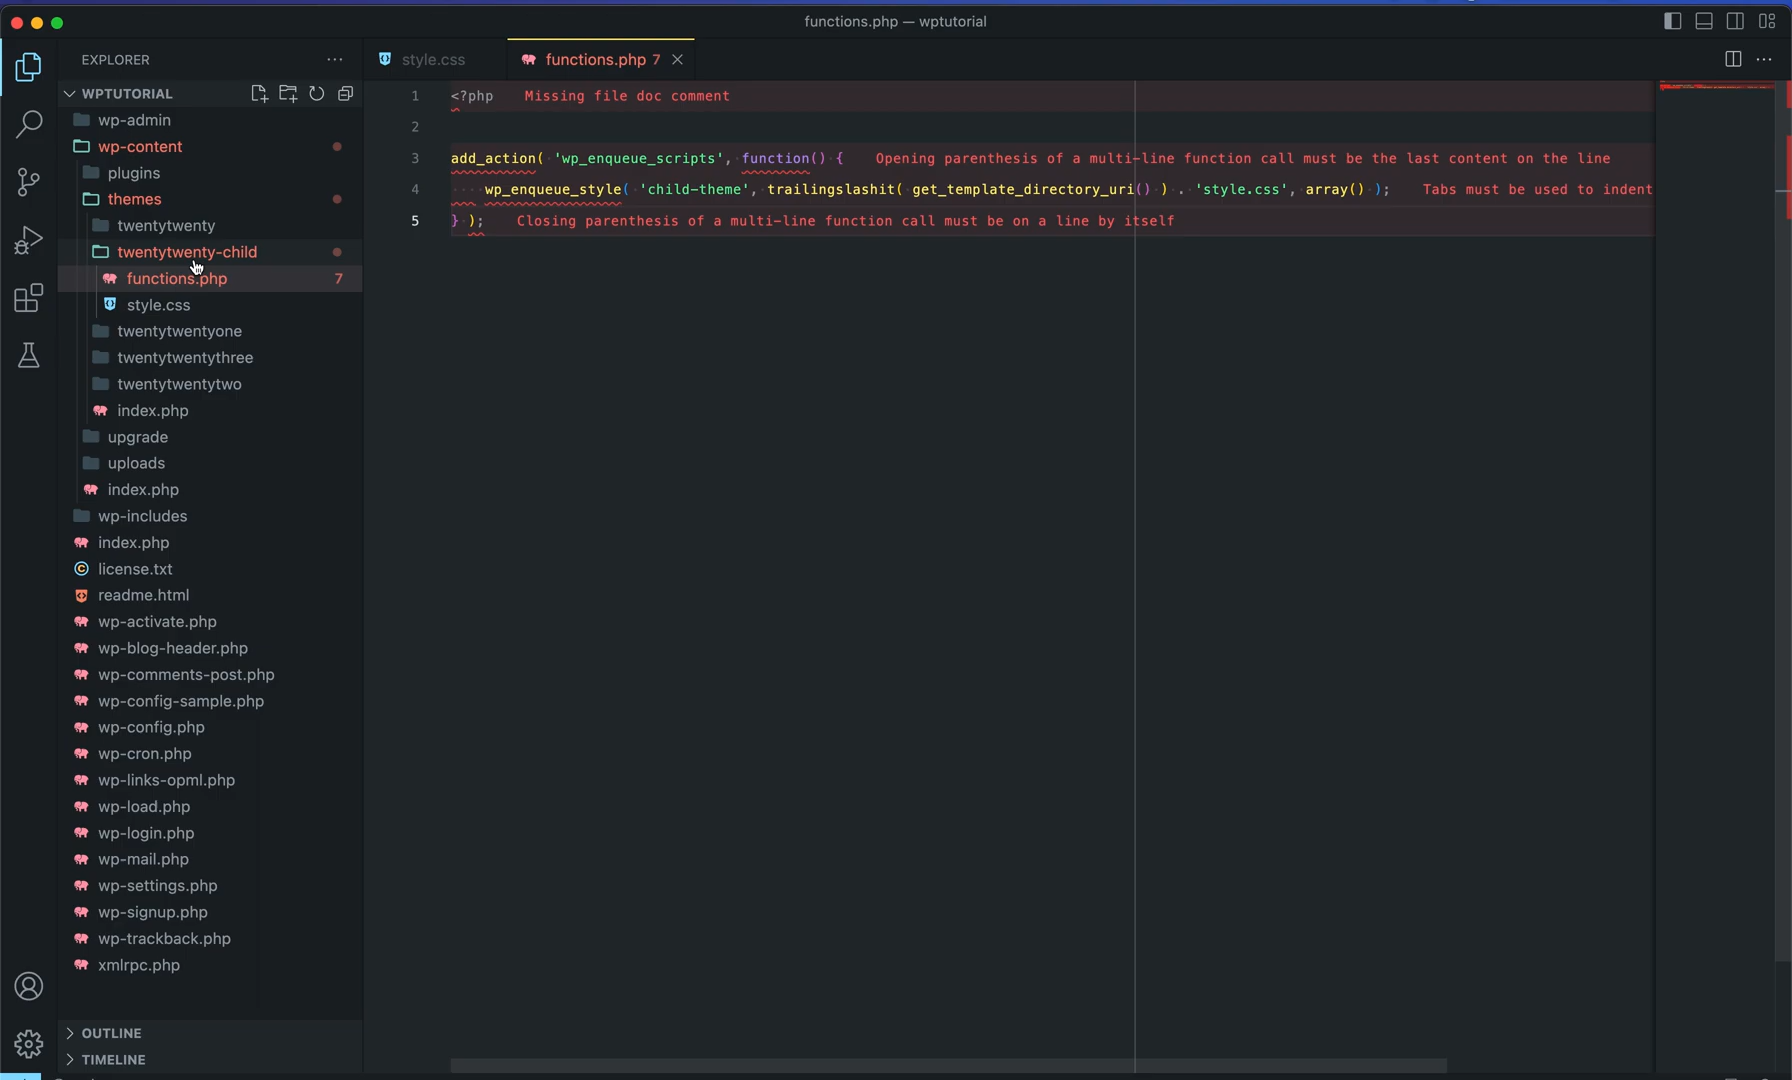 functions.php — wptutorial
EXPLORER
style.css
functions.php 7
WPTUTORIAL
wp-admin
wp-content
plugins
themes
twentytwenty
twentytwenty-child
functions.php 7
style.css
twentytwentyone
twentytwentythree
twentytwentytwo
index.php
upgrade
uploads
index.php
wp-includes
index.php
license.txt
readme.html
wp-activate.php
wp-blog-header.php
wp-comments-post.php
wp-config-sample.php
wp-config.php
wp-cron.php
wp-links-opml.php
wp-load.php
wp-login.php
wp-mail.php
wp-settings.php
wp-signup.php
wp-trackback.php
xmlrpc.php
OUTLINE
TIMELINE
1 <?php Missing file doc comment
2
3 add_action( 'wp_enqueue_scripts', function() { Opening parenthesis of a multi-line function call must be the last content on the line
4 wp_enqueue_style( 'child-theme', trailingslashit( get_template_directory_uri() ) . 'style.css', array() ); Tabs must be used to indent
5 } ); Closing parenthesis of a multi-line function call must be on a line by itself